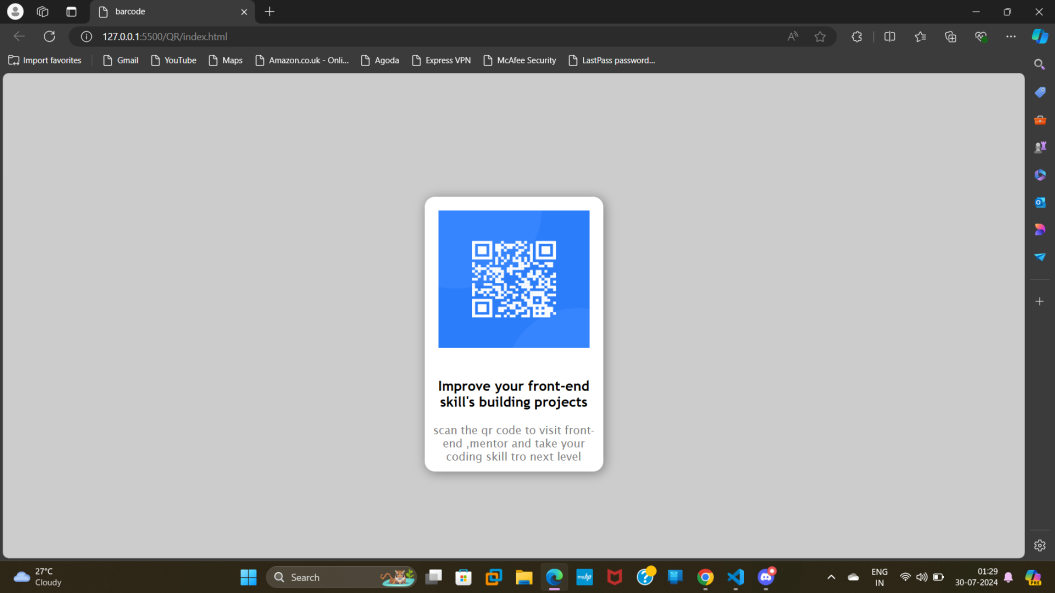 barcode
127.0.0.1:5500/QR/index.html
Import favorites
Gmail
YouTube
Maps
Amazon.co.uk - Onli...
Agoda
Express VPN
McAfee Security
LastPass password...
Improve your front-end
skill's building projects
scan the qr code to visit front-
end ,mentor and take your
coding skill tro next level
27°C
Cloudy
Search
ENG
IN
01:29
30-07-2024